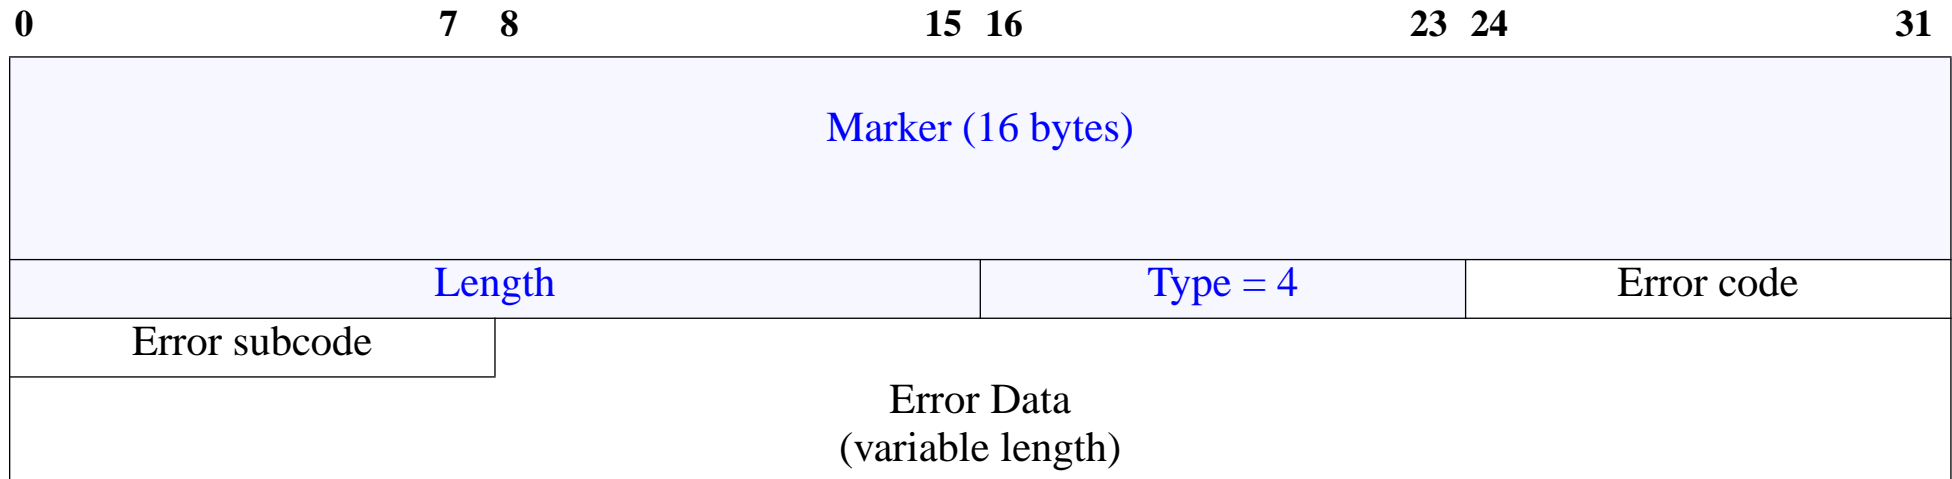 0 7 8 15 16 23 24 31
Marker (16 bytes)
Length Type = 4 Error code
Error subcode
Error Data
(variable length)